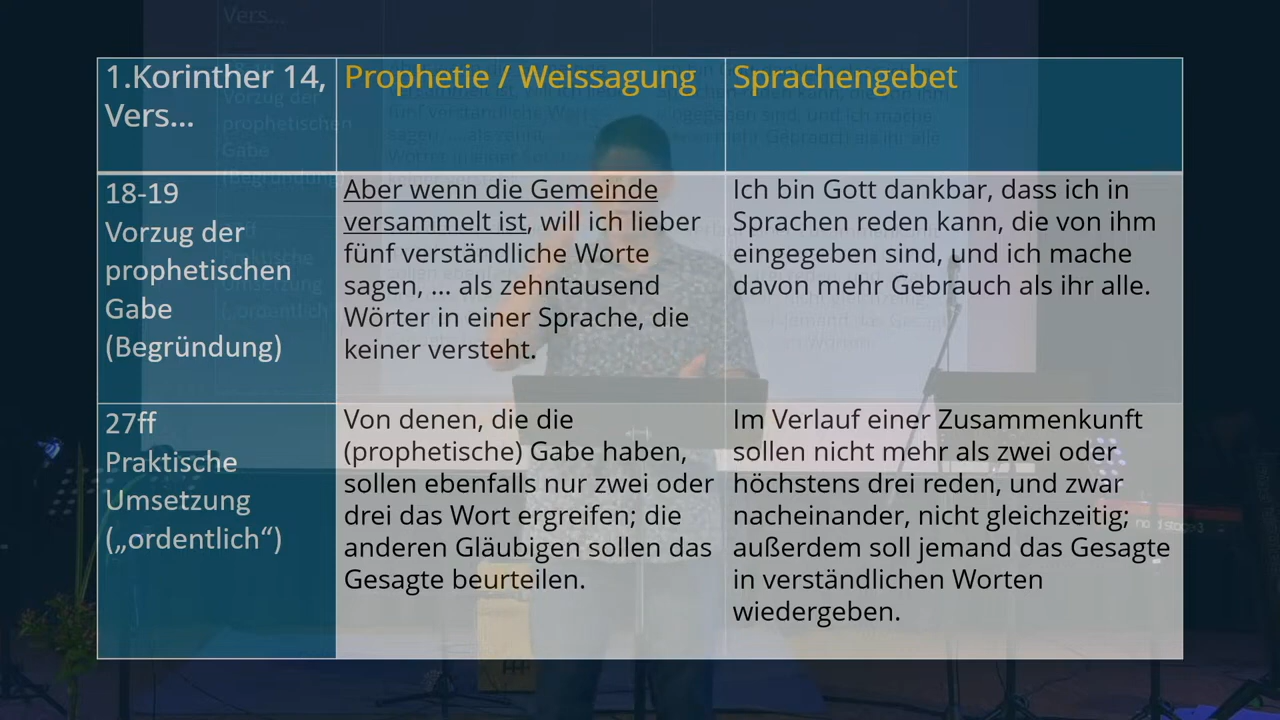 1.Korinther 14,
Vers...
Prophetie / Weissagung
Sprachengebet
18-19
Vorzug der
prophetischen
Gabe
(Begründung)
Aber wenn die Gemeinde
versammelt ist, will ich lieber
fünf verständliche Worte
sagen, ... als zehntausend
Wörter in einer Sprache, die
keiner versteht.
Ich bin Gott dankbar, dass ich in
Sprachen reden kann, die von ihm
eingegeben sind, und ich mache
davon mehr Gebrauch als ihr alle.
27ff
Praktische
Umsetzung
(„ordentlich“)
Von denen, die die
(prophetische) Gabe haben,
sollen ebenfalls nur zwei oder
drei das Wort ergreifen; die
anderen Gläubigen sollen das
Gesagte beurteilen.
Im Verlauf einer Zusammenkunft
sollen nicht mehr als zwei oder
höchstens drei reden, und zwar
nacheinander, nicht gleichzeitig;
außerdem soll jemand das Gesagte
in verständlichen Worten
wiedergeben.